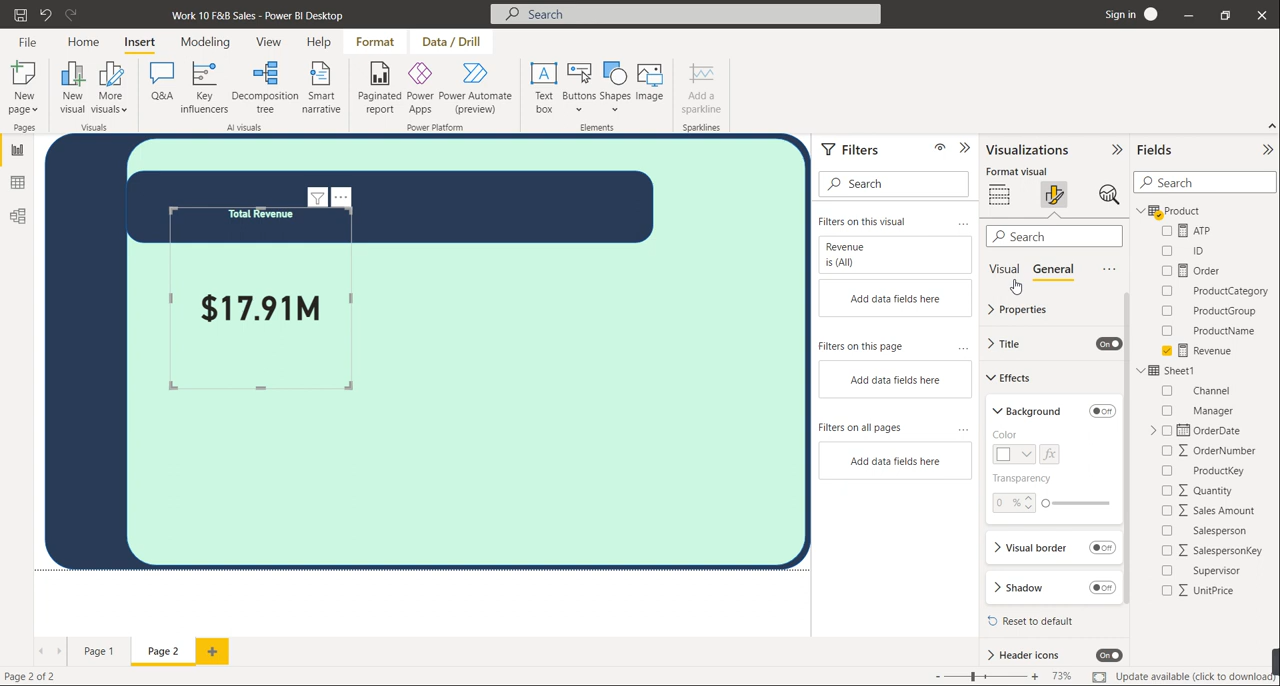 Work 10 F&B Sales - Power BI Desktop
Search
Sign in
File
Home
Insert
Modeling
View
Help
Format
Data / Drill
New page
New visual
More visuals
Q&A
Key influencers
Decomposition tree
Smart narrative
Paginated report
Power Apps
Power Automate (preview)
Text box
Buttons
Shapes
Image
Add a sparkline
Pages
Visuals
AI visuals
Power Platform
Elements
Sparklines
Total Revenue
$17.91M
Filters
Search
Filters on this visual
...
Revenue
is (All)
Add data fields here
Filters on this page
...
Add data fields here
Filters on all pages
...
Add data fields here
Visualizations
Format visual
Search
Visual
General
...
Properties
Title
On
Effects
Background
Off
Color
fx
Transparency
0 %
Visual border
Off
Shadow
Off
Reset to default
Header icons
On
Fields
Search
Product
ATP
ID
Order
ProductCategory
ProductGroup
ProductName
Revenue
Sheet1
Channel
Manager
OrderDate
∑ OrderNumber
ProductKey
∑ Quantity
∑ Sales Amount
Salesperson
∑ SalespersonKey
Supervisor
∑ UnitPrice
Page 1
Page 2
+
Page 2 of 2
- + 73%
Update available (click to download)